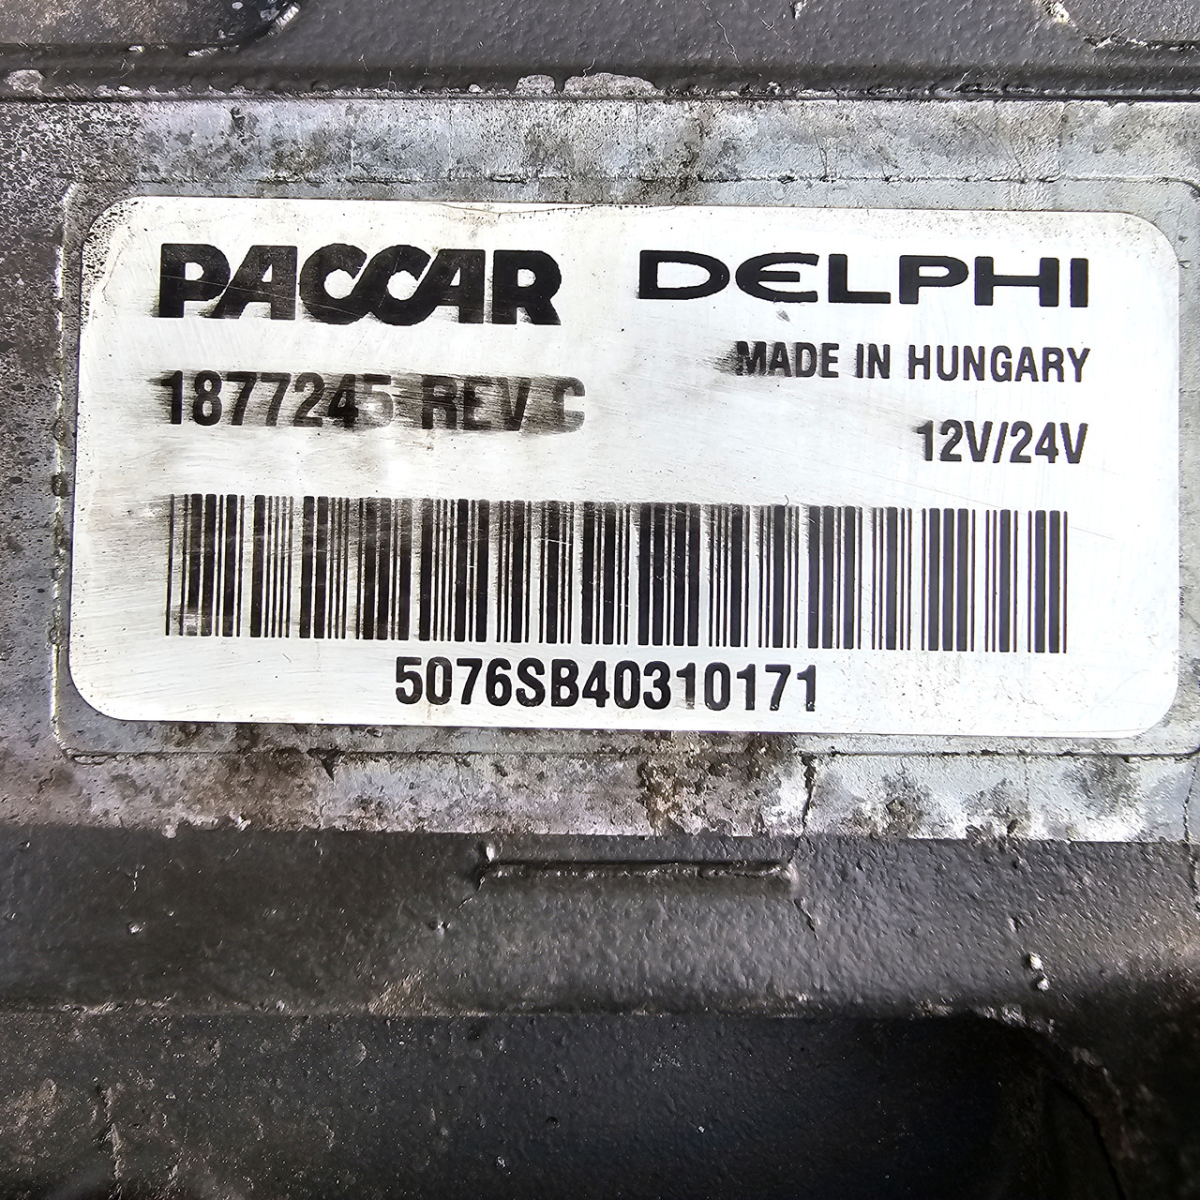 PACCAR DELPHI
MADE IN HUNGARY
1877245 REV C
12V/24V
5076SB40310171